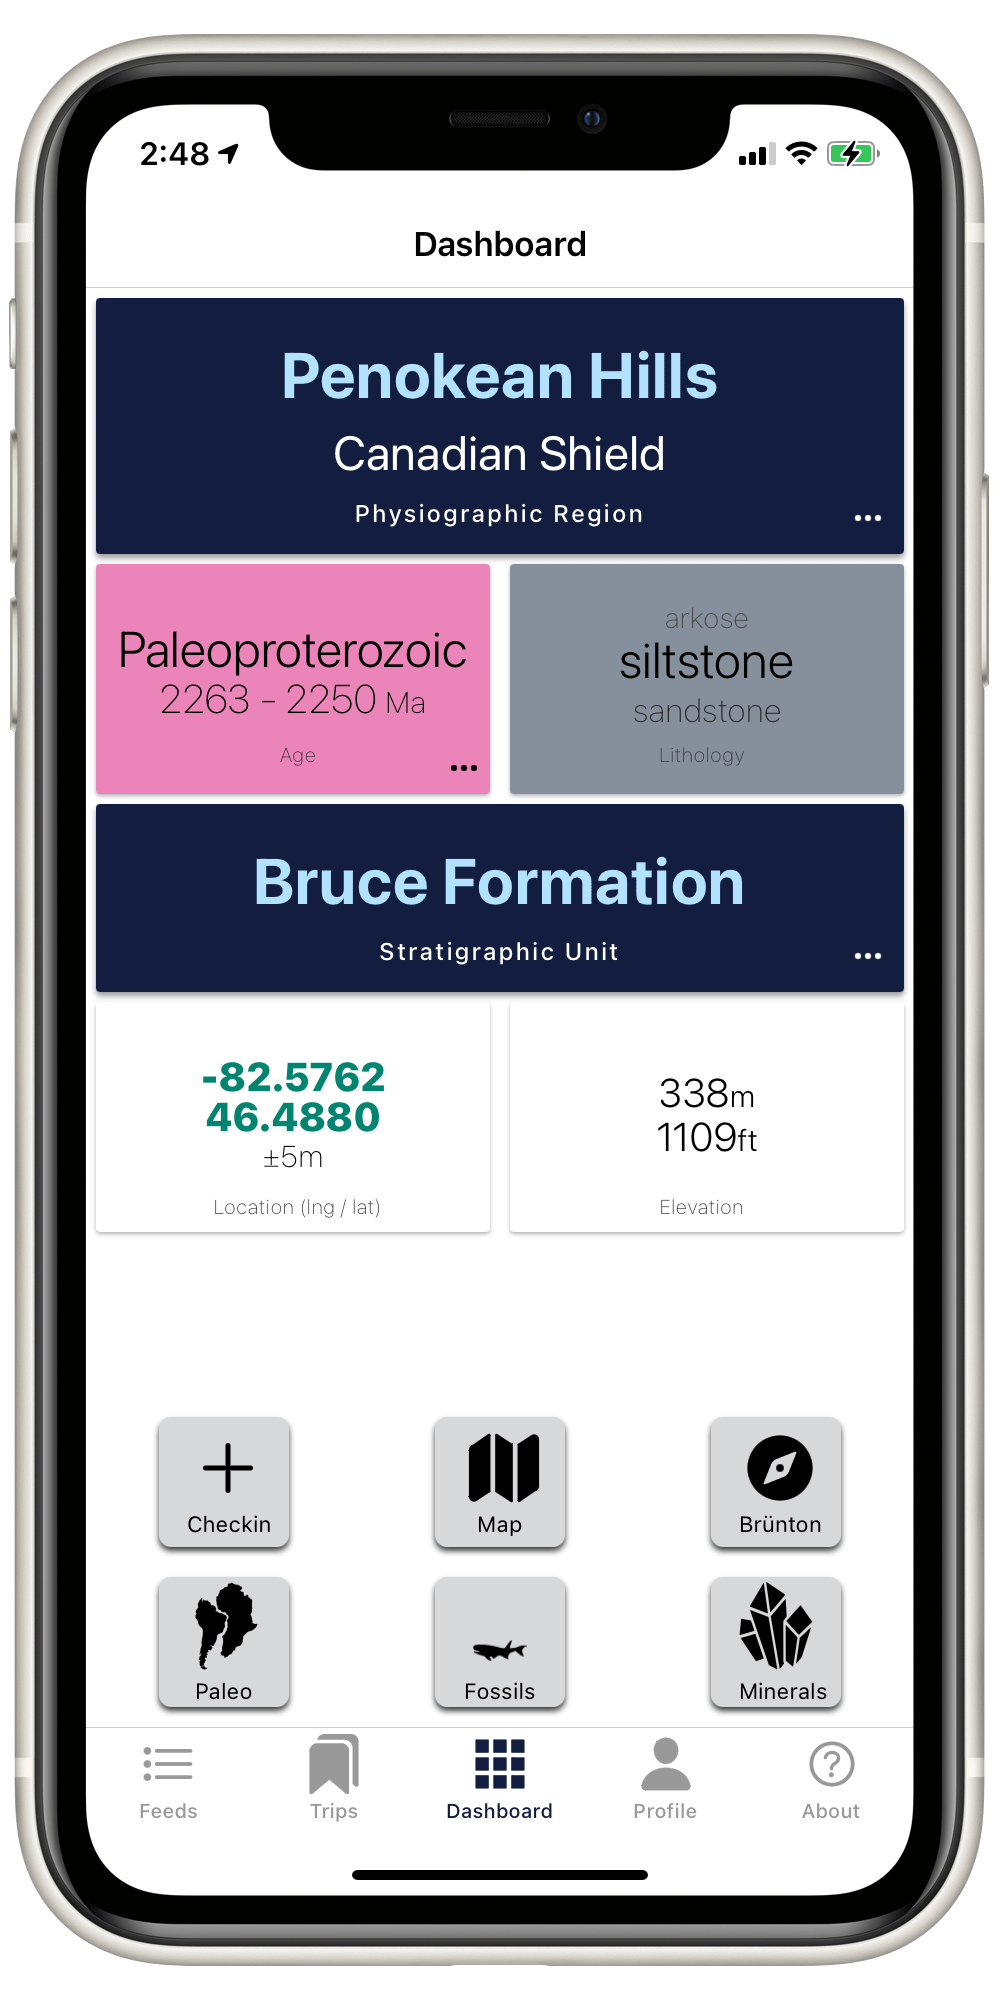 2:48
Dashboard
Penokean Hills
Canadian Shield
Physiographic Region
Paleoproterozoic
2263 - 2250 Ma
Age
arkose
siltstone
sandstone
Lithology
Bruce Formation
Stratigraphic Unit
-82.5762
46.4880
±5m
Location (lng / lat)
338m
1109ft
Elevation
Checkin
Map
Brünton
Paleo
Fossils
Minerals
Feeds
Trips
Dashboard
Profile
About